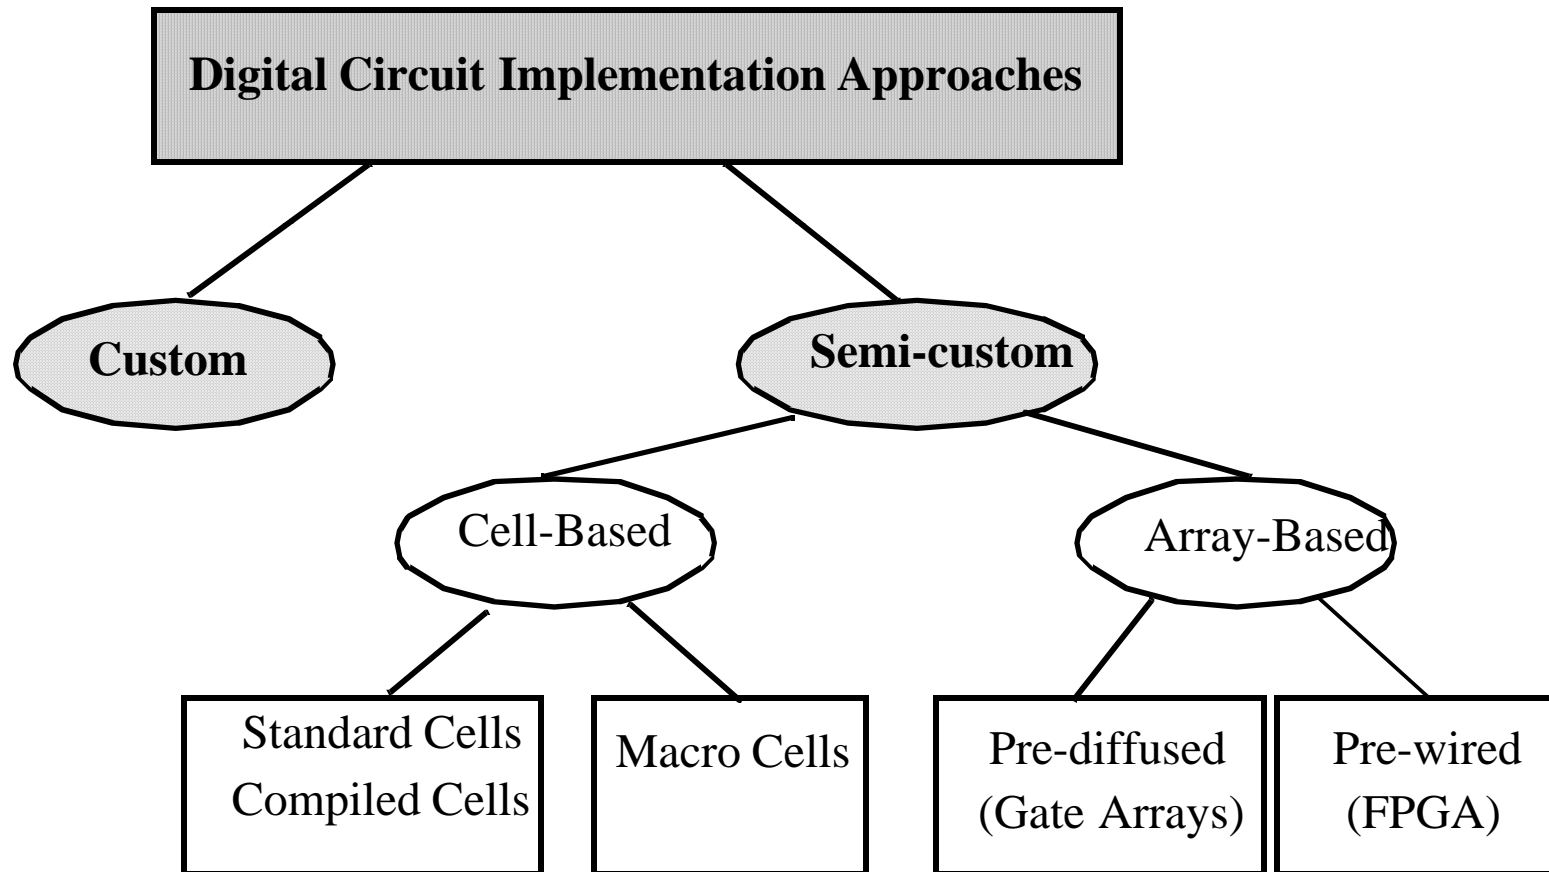 Digital Circuit Implementation Approaches
Custom
Semi-custom
Cell-Based
Array-Based
Standard Cells
Compiled Cells
Macro Cells
Pre-diffused
(Gate Arrays)
Pre-wired
(FPGA)